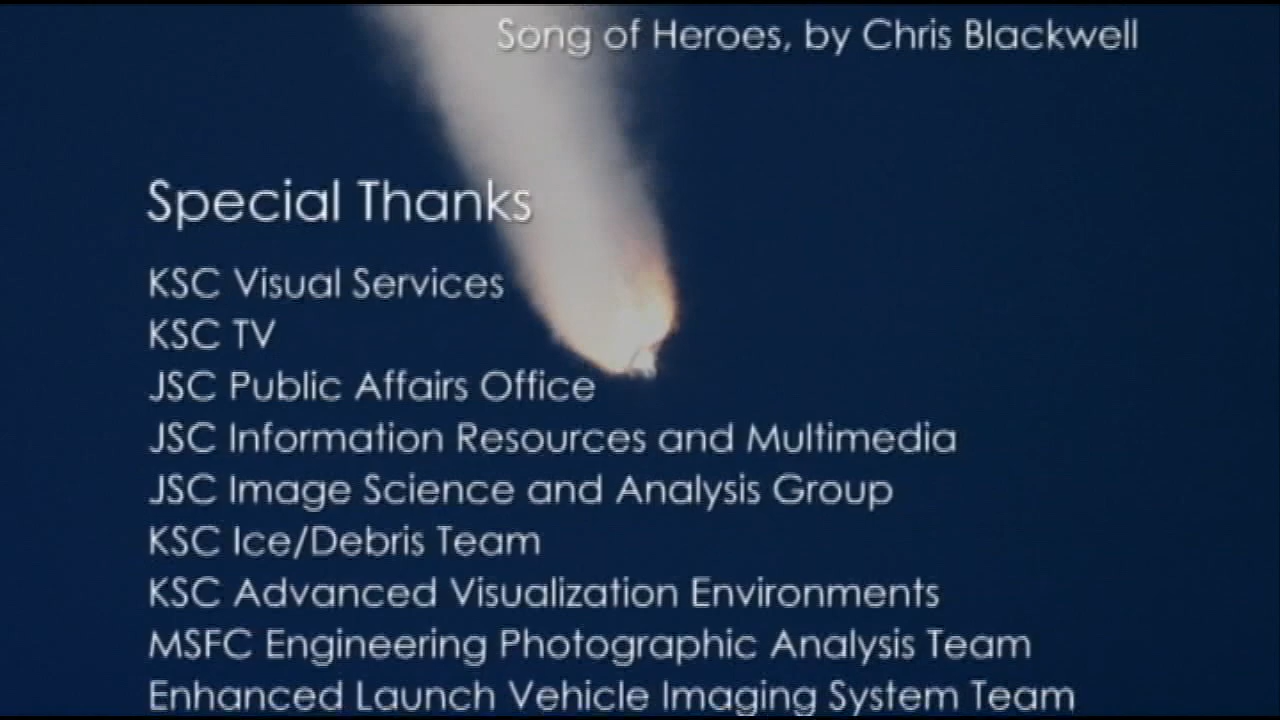 Song of Heroes, by Chris Blackwell
Special Thanks
KSC Visual Services
KSC TV
JSC Public Affairs Office
JSC Information Resources and Multimedia
JSC Image Science and Analysis Group
KSC Ice/Debris Team
KSC Advanced Visualization Environments
MSFC Engineering Photographic Analysis Team
Enhanced Launch Vehicle Imaging System Team